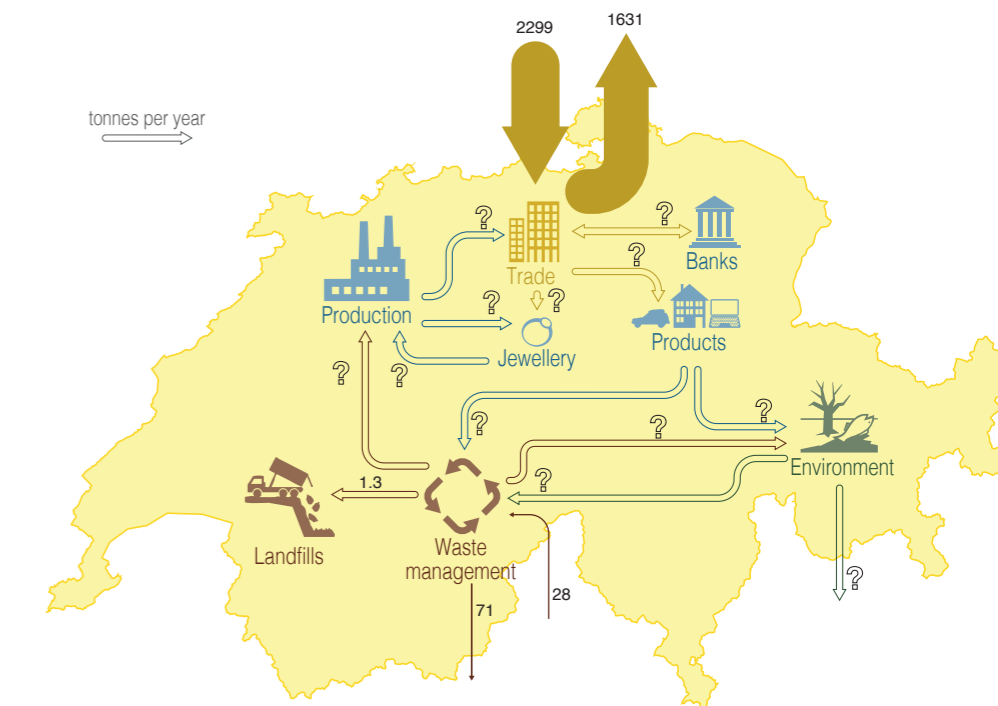 2299
1631
tonnes per year
?
?
Banks
?
Trade
?
?
Production
Products
Jewellery
?
?
?
?
?
Environment
?
1.3
Landfills
Waste
management
?
28
71